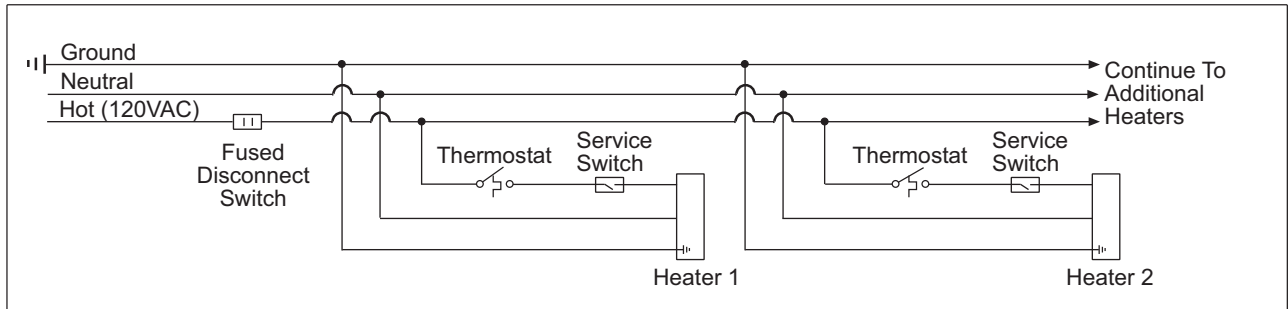 Ground
Neutral
Hot (120VAC)
Fused
Disconnect
Switch
Thermostat
Service
Switch
Heater 1
Thermostat
Service
Switch
Heater 2
Continue To
Additional
Heaters